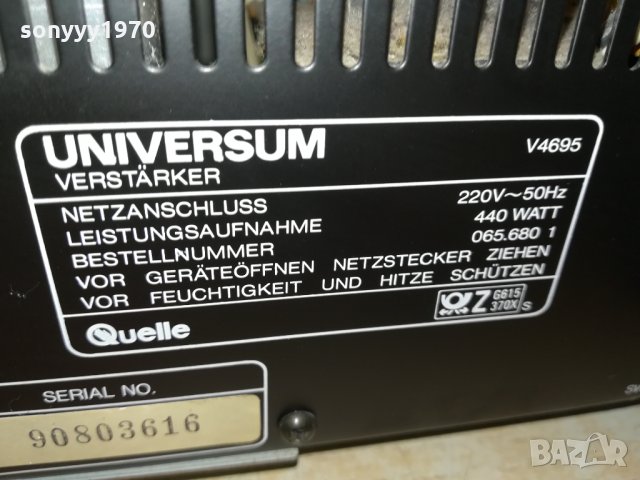 sonyyy1970
UNIVERSUM V4695
VERSTÄRKER
NETZANSCHLUSS 220V~50Hz
LEISTUNGSAUFNAHME 440 WATT
BESTELLNUMMER 065.680 1
VOR GERÄTEÖFFNEN NETZSTECKER ZIEHEN
VOR FEUCHTIGKEIT UND HITZE SCHÜTZEN
Quelle Z G615 370X S
SERIAL NO.
90803616
BAZAR